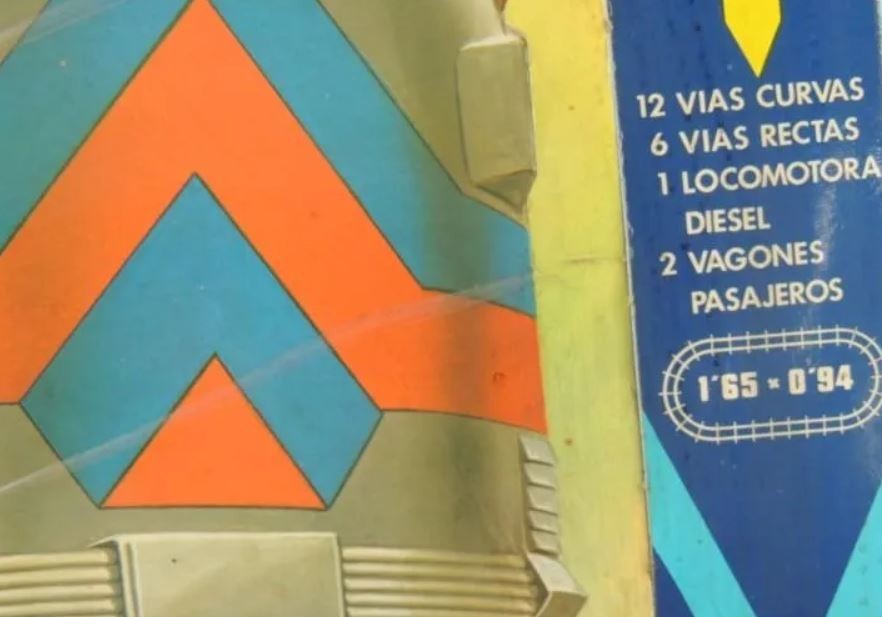 12 VIAS CURVAS
6 VIAS RECTAS
1 LOCOMOTORA
DIESEL
2 VAGONES
PASAJEROS
1'65 x 0'94